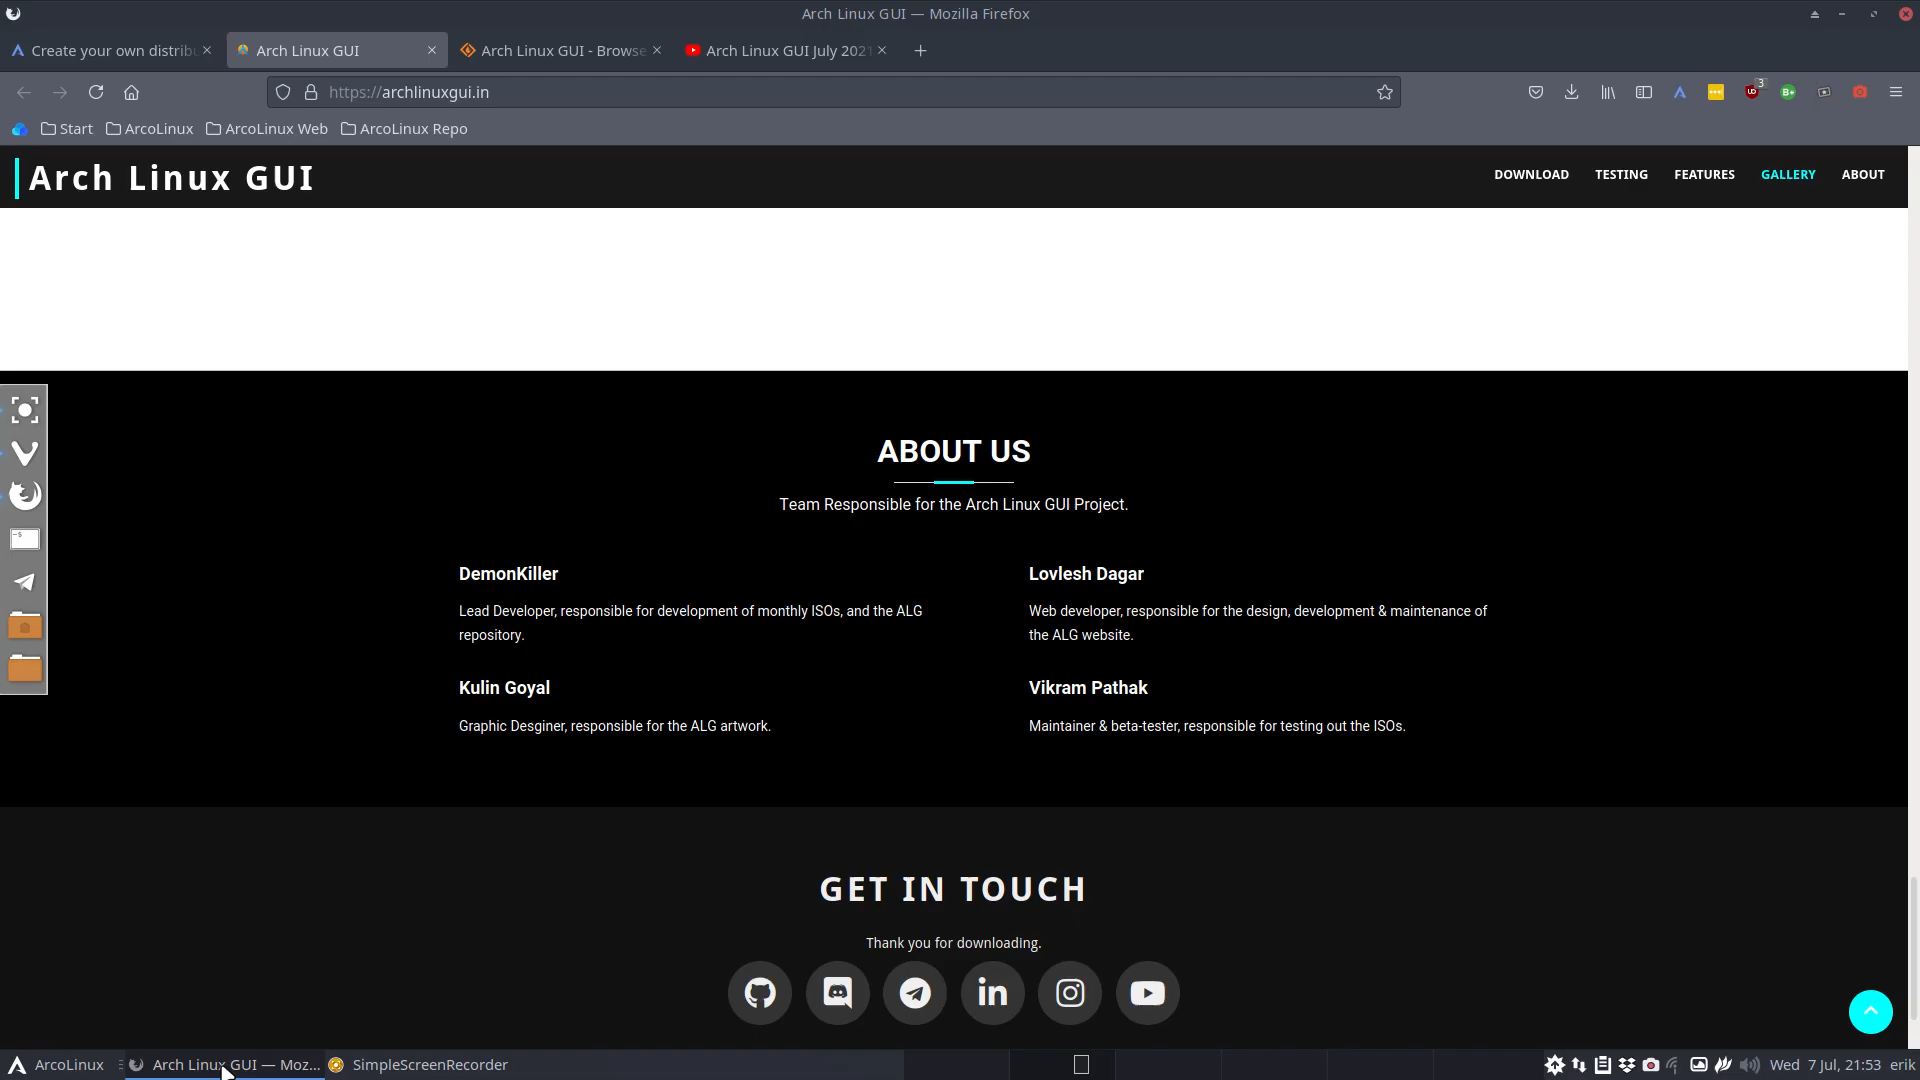 Arch Linux GUI — Mozilla Firefox
Create your own distribu
Arch Linux GUI
Arch Linux GUI - Browse
Arch Linux GUI July 2021
https://archlinuxgui.in
3
Start
ArcoLinux
ArcoLinux Web
ArcoLinux Repo
Arch Linux GUI
DOWNLOAD
TESTING
FEATURES
GALLERY
ABOUT
ABOUT US
Team Responsible for the Arch Linux GUI Project.
DemonKiller
Lead Developer, responsible for development of monthly ISOs, and the ALG
repository.
Lovlesh Dagar
Web developer, responsible for the design, development & maintenance of
the ALG website.
Kulin Goyal
Graphic Desginer, responsible for the ALG artwork.
Vikram Pathak
Maintainer & beta-tester, responsible for testing out the ISOs.
GET IN TOUCH
Thank you for downloading.
ArcoLinux
Arch Linux GUI — Moz...
SimpleScreenRecorder
Wed 7 Jul, 21:53
erik